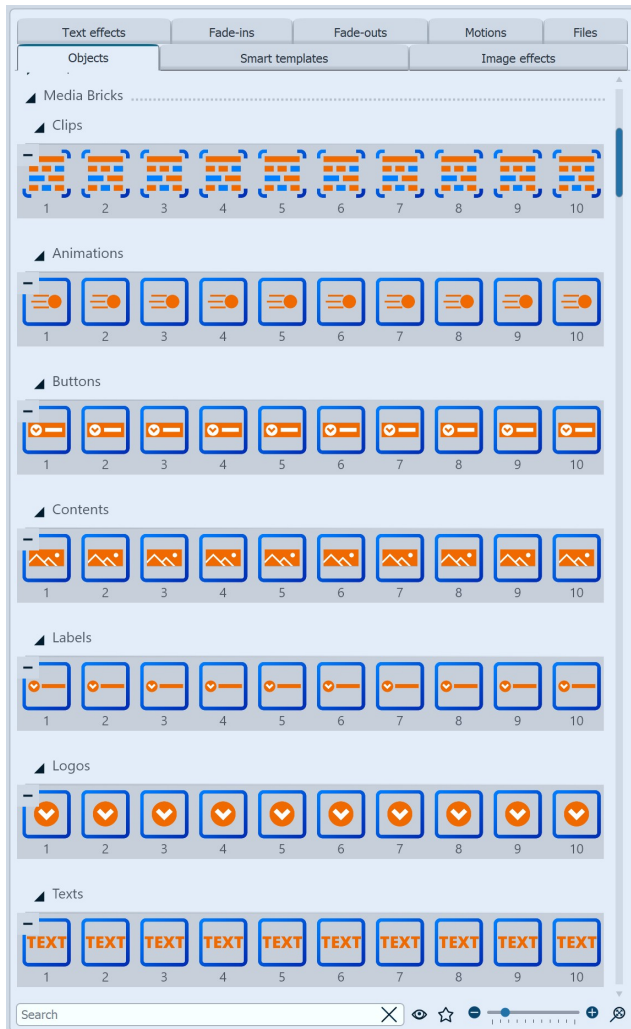 Text effects Fade-ins Fade-outs Motions Files
Objects Smart templates Image effects
Media Bricks
Clips
1 2 3 4 5 6 7 8 9 10
Animations
1 2 3 4 5 6 7 8 9 10
Buttons
1 2 3 4 5 6 7 8 9 10
Contents
1 2 3 4 5 6 7 8 9 10
Labels
1 2 3 4 5 6 7 8 9 10
Logos
1 2 3 4 5 6 7 8 9 10
Texts
TEXT TEXT TEXT TEXT TEXT TEXT TEXT TEXT TEXT TEXT
1 2 3 4 5 6 7 8 9 10
Search